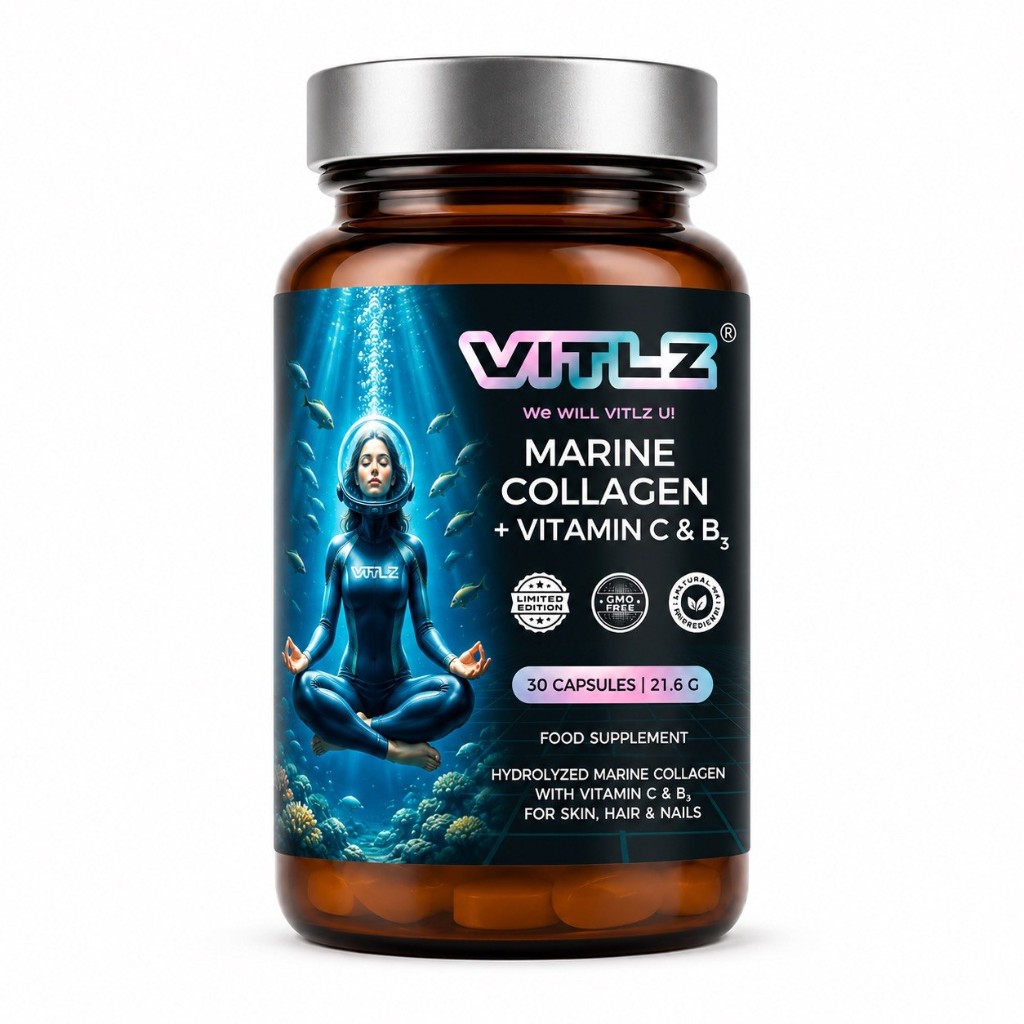 VITLZ®
We WILL VITLZ U!
MARINE
COLLAGEN
+ VITAMIN C & B₃
VITLZ
LIMITED
EDITION
GMO
FREE
NATURAL
30 CAPSULES | 21.6 G
FOOD SUPPLEMENT
HYDROLYZED MARINE COLLAGEN
WITH VITAMIN C & B₃
FOR SKIN, HAIR & NAILS